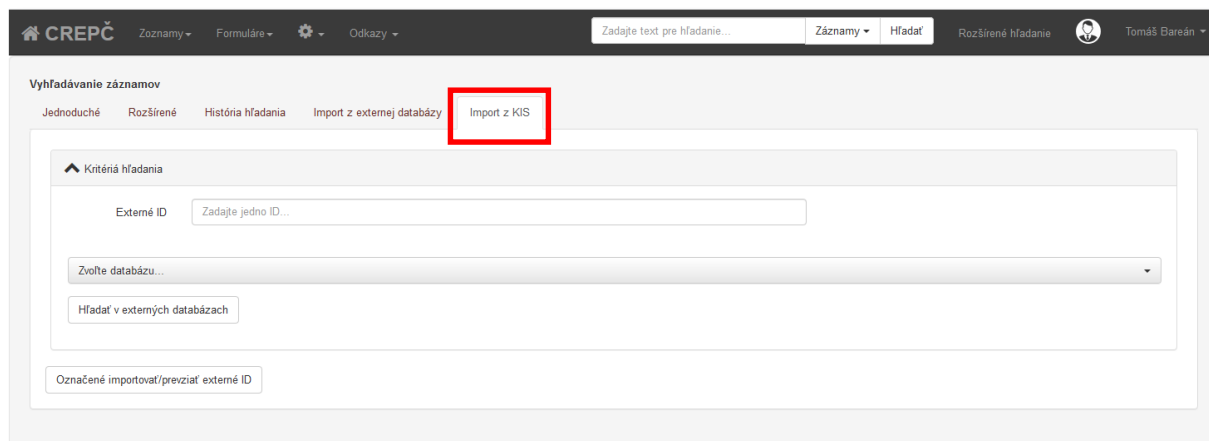 CREPČ Zoznamy Formuláre Odkazy Zadajte text pre hľadanie... Záznamy Hľadať Rozšírené hľadanie Tomáš Bareán
Vyhľadávanie záznamov
Jednoduché Rozšírené História hľadania Import z externej databázy Import z KIS
Kritériá hľadania
Externé ID Zadajte jedno ID...
Zvoľte databázu...
Hľadať v externých databázach
Označené importovať/prevziať externé ID